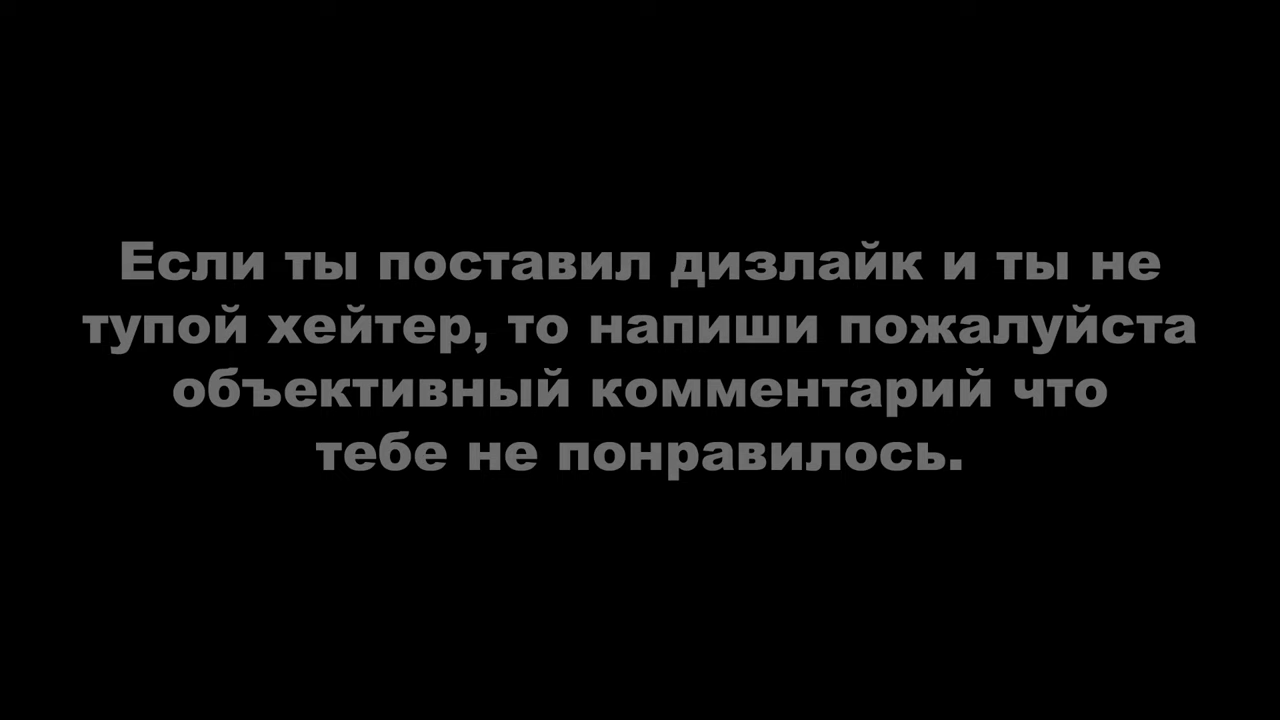 Если ты поставил дизлайк и ты не
тупой хейтер, то напиши пожалуйста
объективный комментарий что
тебе не понравилось.